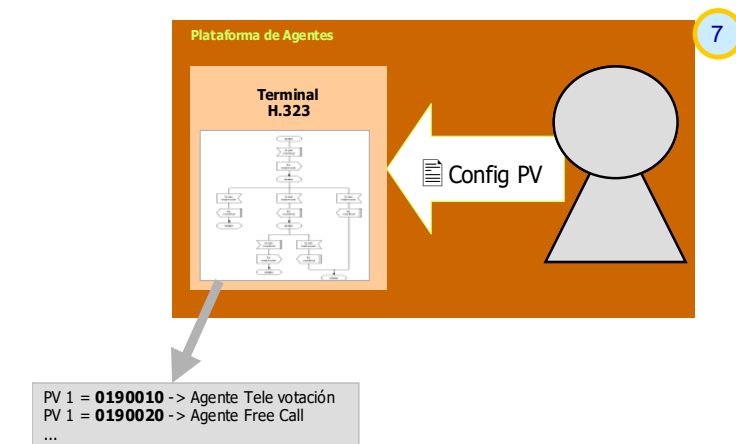 Plataforma de Agentes
7
Terminal
H.323
Config PV
PV 1 = 0190010 -> Agente Tele votación
PV 1 = 0190020 -> Agente Free Call
...